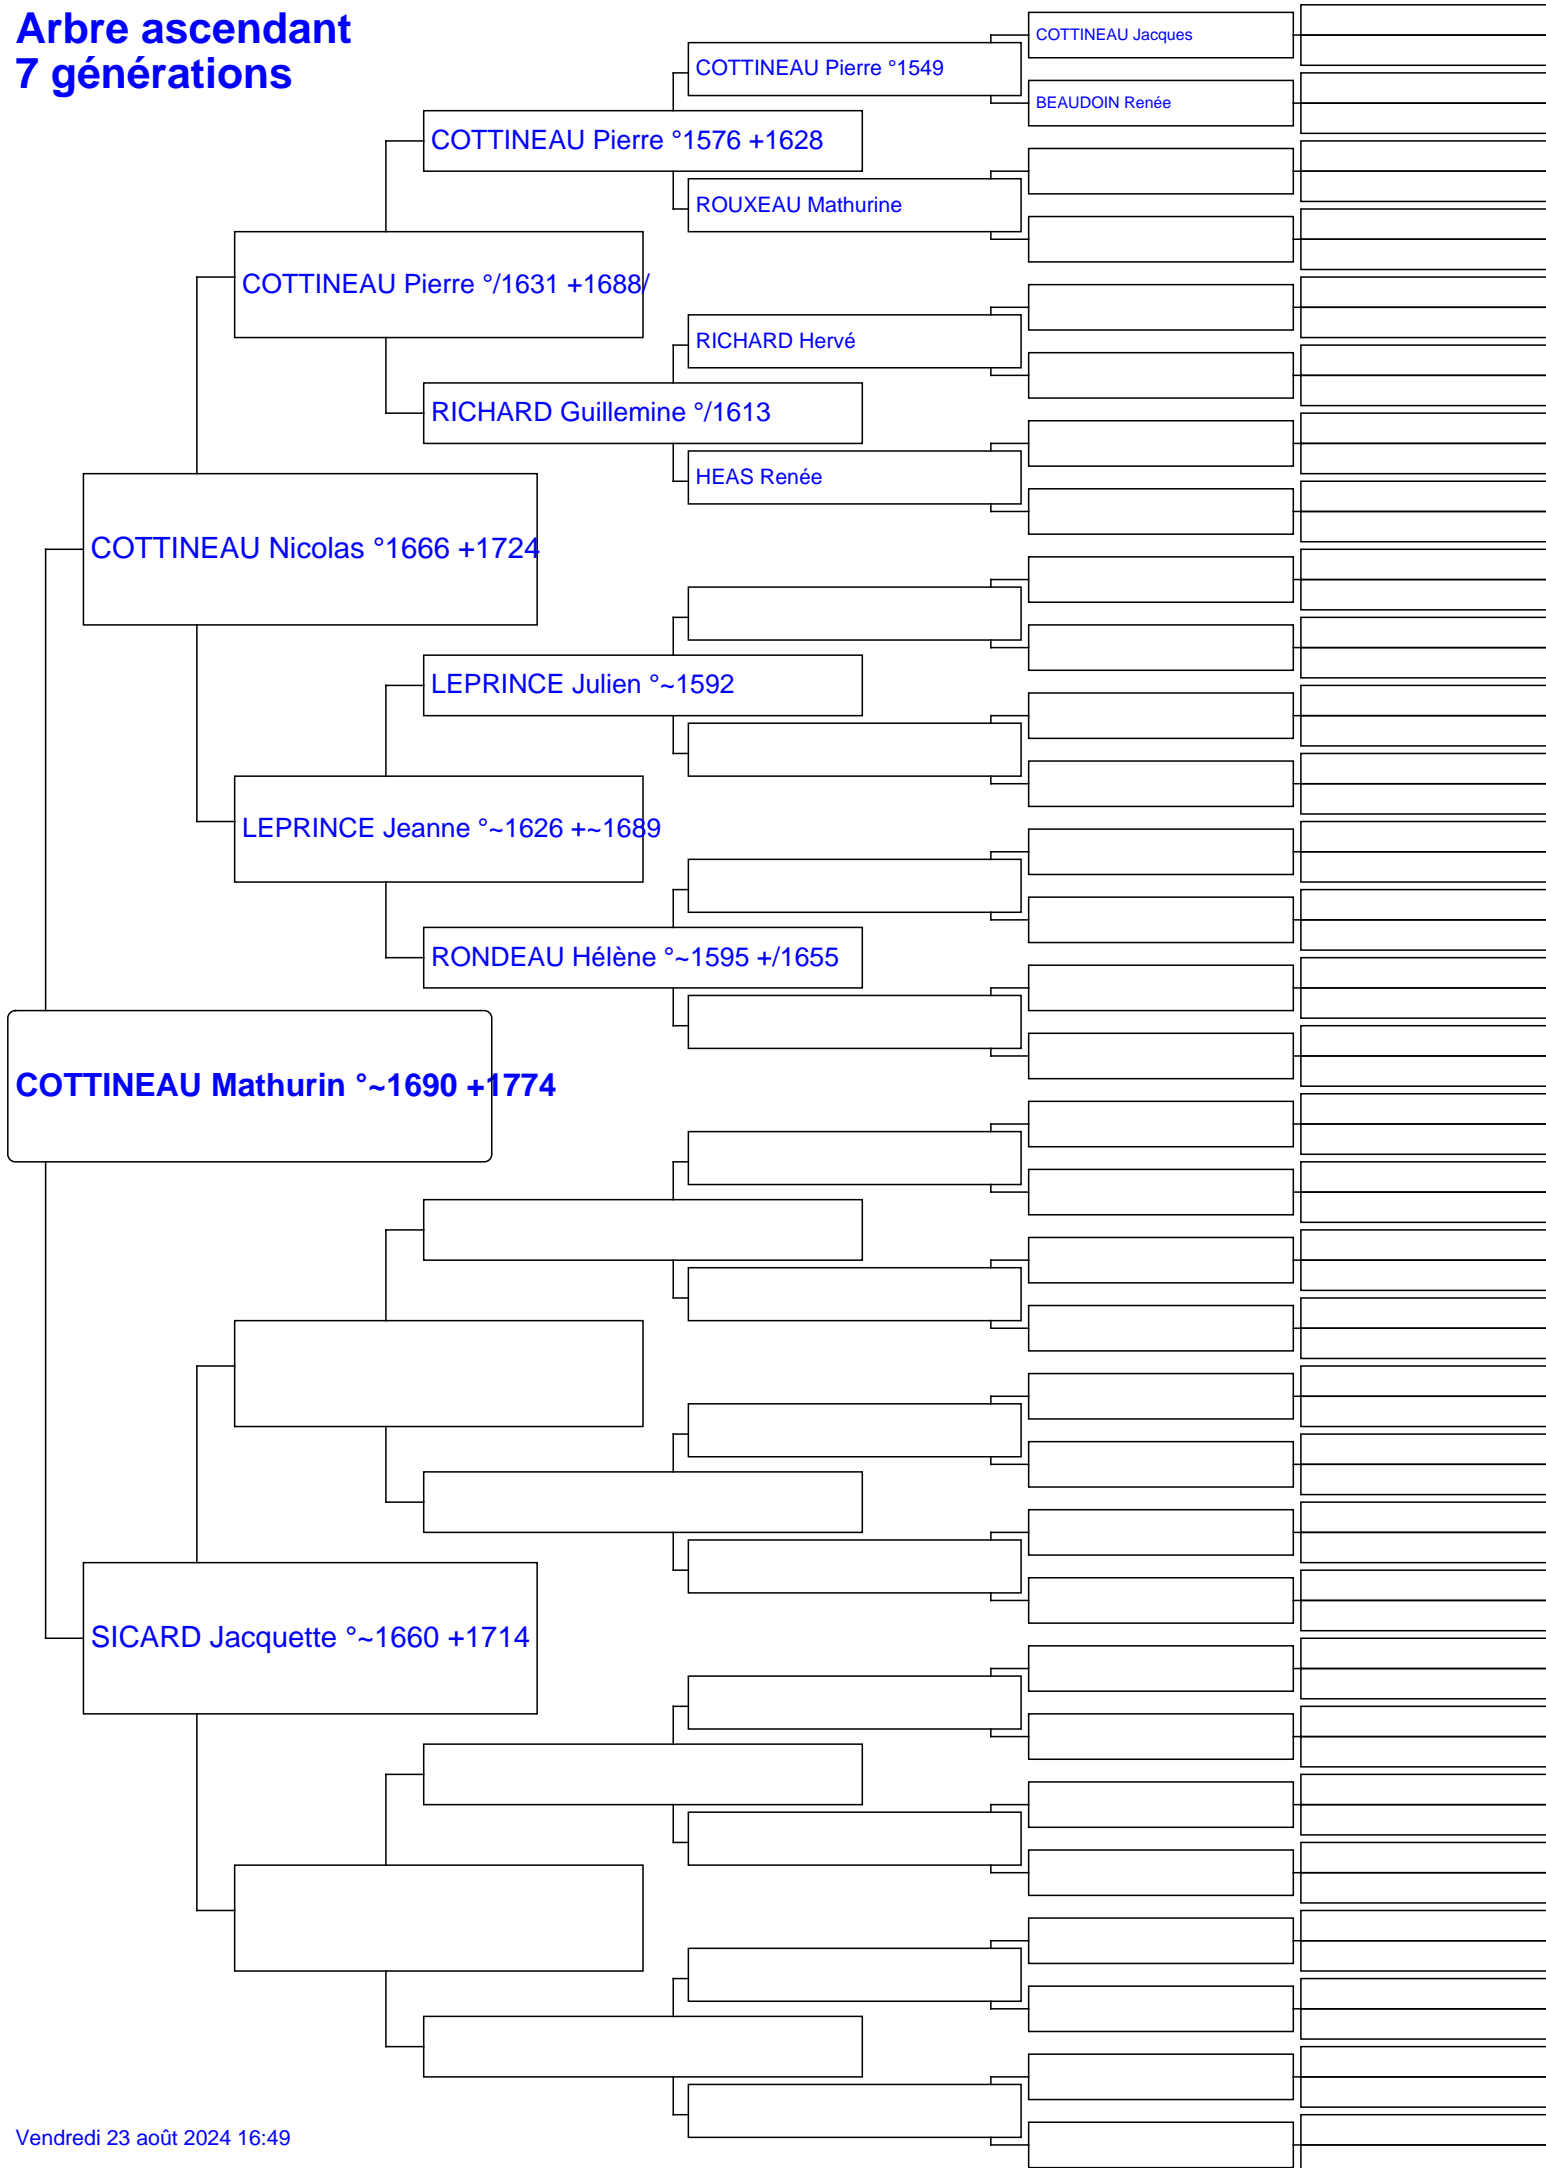 Arbre ascendant
7 générations
COTTINEAU Jacques
COTTINEAU Pierre °1549
BEAUDOIN Renée
COTTINEAU Pierre °1576 +1628
ROUXEAU Mathurine
COTTINEAU Pierre °/1631 +1688/
RICHARD Hervé
RICHARD Guillemine °/1613
HEAS Renée
COTTINEAU Nicolas °1666 +1724
LEPRINCE Julien °~1592
LEPRINCE Jeanne °~1626 +~1689
RONDEAU Hélène °~1595 +/1655
COTTINEAU Mathurin °~1690 +1774
SICARD Jacquette °~1660 +1714
Vendredi 23 août 2024 16:49